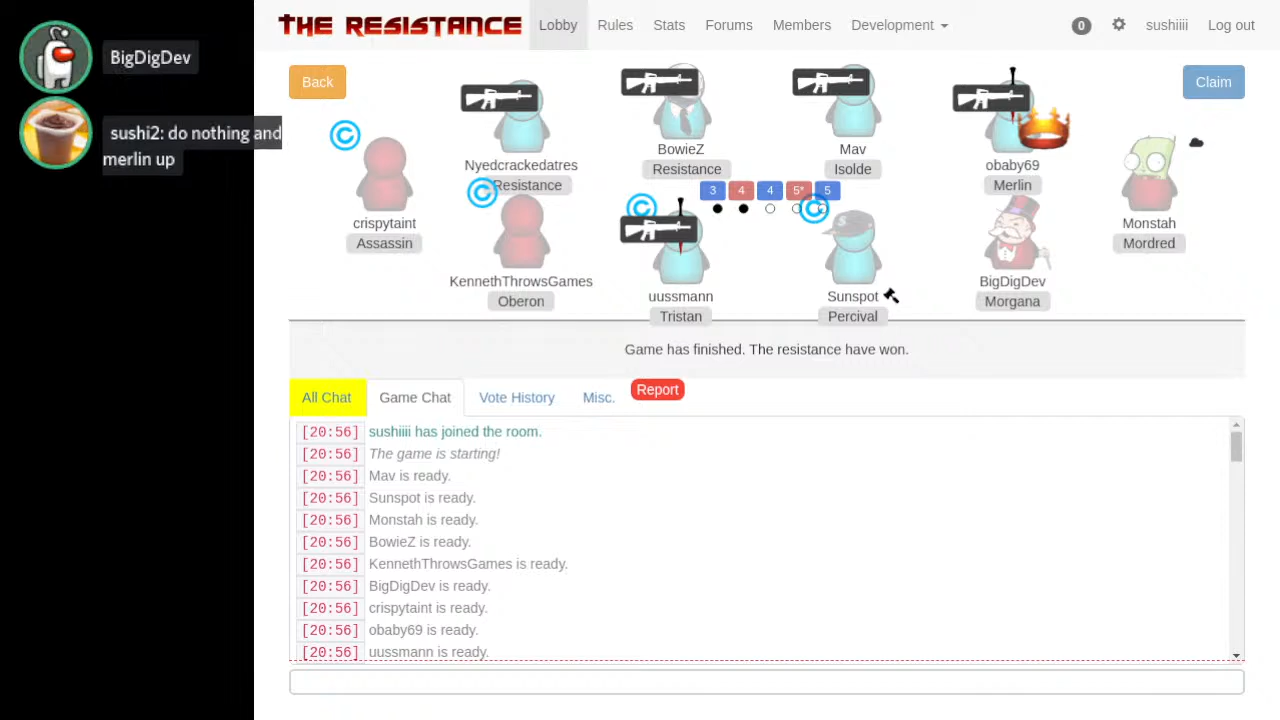 THE RESISTANCE
Lobby Rules Stats Forums Members Development 0 sushiiii Log out
BigDigDev
sushi2: do nothing and
merlin up
Back
Claim
Nyedcrackedatres
Resistance
BowieZ
Resistance
Mav
Isolde
obaby69
Merlin
crispytaint
Assassin
3 4 4 5* 5
Monstah
Mordred
KennethThrowsGames
Oberon
uussmann
Tristan
Sunspot
Percival
BigDigDev
Morgana
Game has finished. The resistance have won.
All Chat Game Chat Vote History Misc. Report
[20:56] sushiiii has joined the room.
[20:56] The game is starting!
[20:56] Mav is ready.
[20:56] Sunspot is ready.
[20:56] Monstah is ready.
[20:56] BowieZ is ready.
[20:56] KennethThrowsGames is ready.
[20:56] BigDigDev is ready.
[20:56] crispytaint is ready.
[20:56] obaby69 is ready.
[20:56] uussmann is ready.